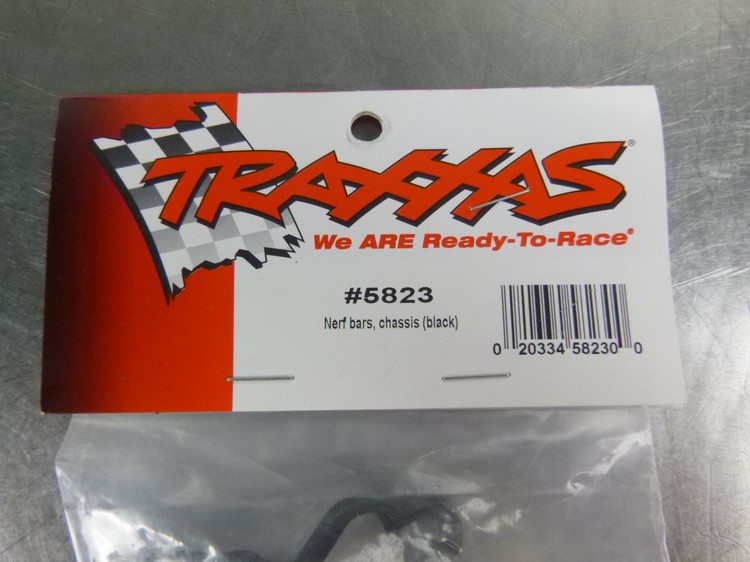 TRAXXAS®
We ARE Ready-To-Race®
#5823
Nerf bars, chassis (black)
0 20334 58230 0